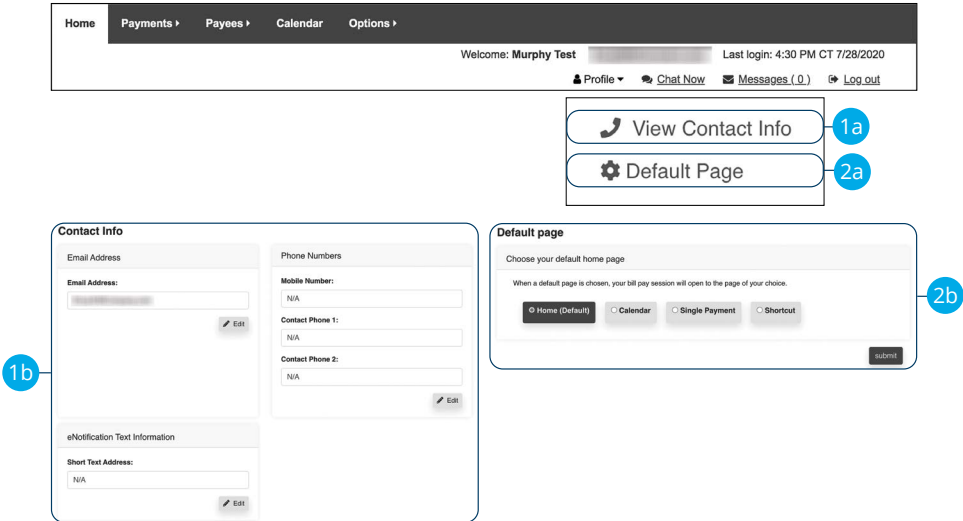 Home Payments Payees Calendar Options
Welcome: Murphy Test Last login: 4:30 PM CT 7/28/2020
Profile Chat Now Messages ( 0 ) Log out
View Contact Info 1a
Default Page 2a
Contact Info
Email Address
Email Address:
Edit
Phone Numbers
Mobile Number:
N/A
Contact Phone 1:
N/A
Contact Phone 2:
N/A
Edit
1b
eNotification Text Information
Short Text Address:
N/A
Edit
Default page
Choose your default home page
When a default page is chosen, your bill pay session will open to the page of your choice.
Home (Default) Calendar Single Payment Shortcut
2b
submit